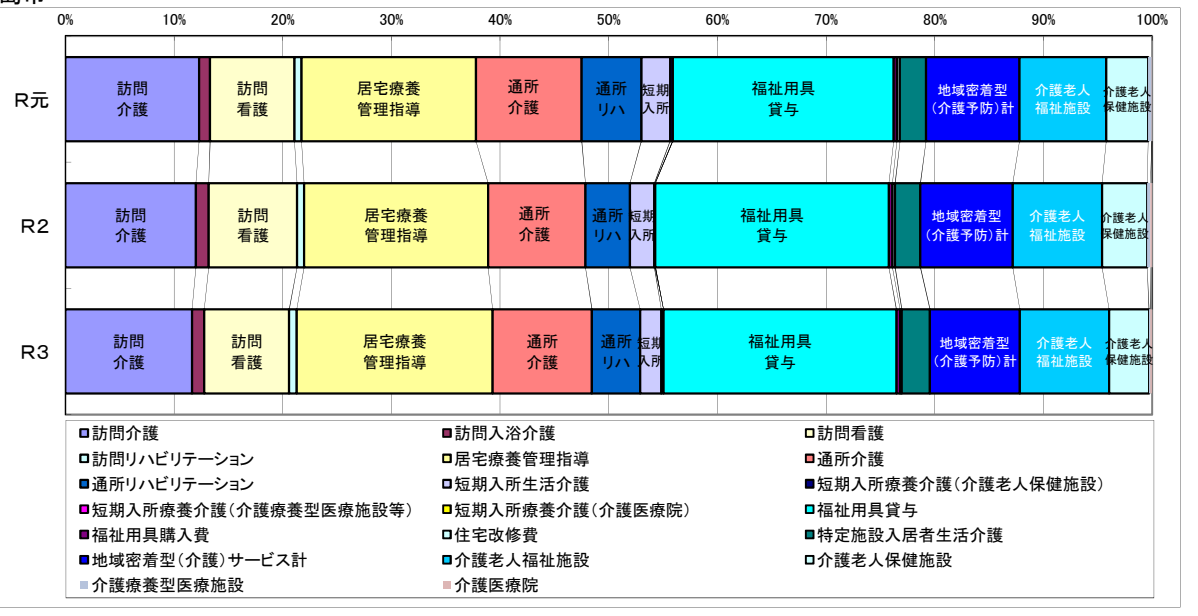 島市
0% 10% 20% 30% 40% 50% 60% 70% 80% 90% 100%
R元
訪問
介護
訪問
看護
居宅療養
管理指導
通所
介護
通所
リハ
短期
入所
福祉用具
貸与
地域密着型
(介護予防)計
介護老人
福祉施設
介護老人
保健施設
R2
訪問
介護
訪問
看護
居宅療養
管理指導
通所
介護
通所
リハ
短期
入所
福祉用具
貸与
地域密着型
(介護予防)計
介護老人
福祉施設
介護老人
保健施設
R3
訪問
介護
訪問
看護
居宅療養
管理指導
通所
介護
通所
リハ
短期
入所
福祉用具
貸与
地域密着型
(介護予防)計
介護老人
福祉施設
介護老人
保健施設
訪問介護 訪問入浴介護 訪問看護
訪問リハビリテーション 居宅療養管理指導 通所介護
通所リハビリテーション 短期入所生活介護 短期入所療養介護(介護老人保健施設)
短期入所療養介護(介護療養型医療施設等) 短期入所療養介護(介護医療院) 福祉用具貸与
福祉用具購入費 住宅改修費 特定施設入居者生活介護
地域密着型(介護)サービス計 介護老人福祉施設 介護老人保健施設
介護療養型医療施設 介護医療院